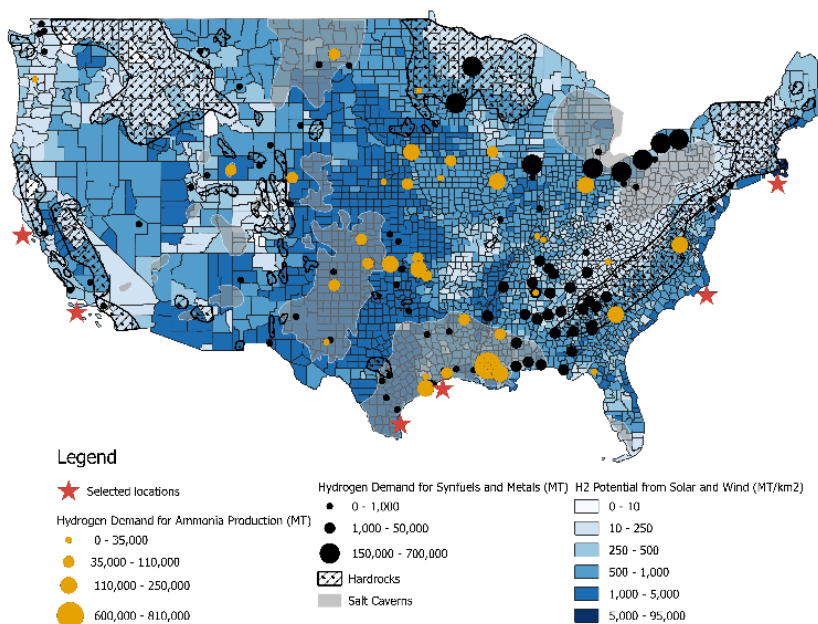 Legend
Selected locations
Hydrogen Demand for Ammonia Production (MT)
0 - 35,000
35,000 - 110,000
110,000 - 250,000
600,000 - 810,000
Hydrogen Demand for Synfuels and Metals (MT)
0 - 1,000
1,000 - 50,000
150,000 - 700,000
Hardrocks
Salt Caverns
H2 Potential from Solar and Wind (MT/km2)
0 - 10
10 - 250
250 - 500
500 - 1,000
1,000 - 5,000
5,000 - 95,000